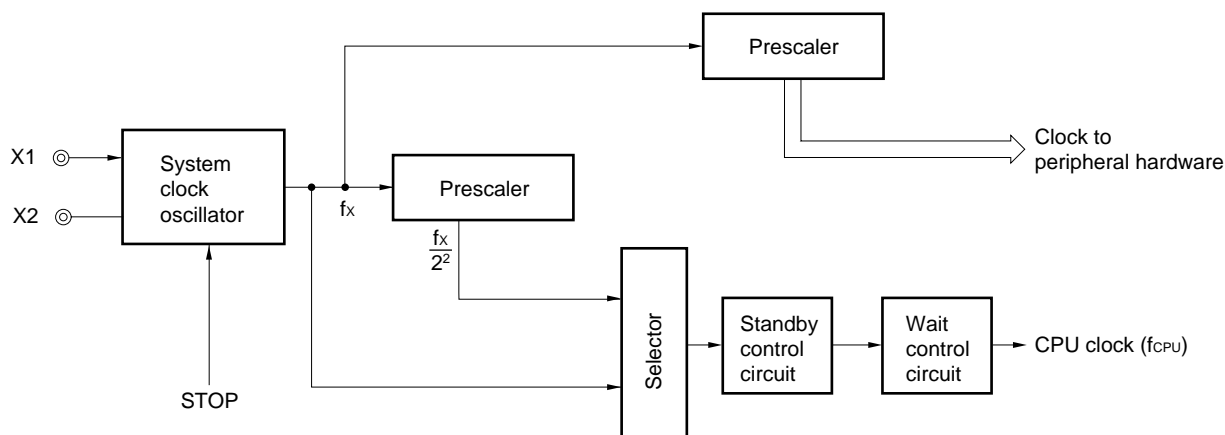 Prescaler
Clock to
peripheral hardware
X1
X2
System
clock
oscillator
fX
Prescaler
fX
2²
STOP
Selector
Standby
control
circuit
Wait
control
circuit
CPU clock (fCPU)